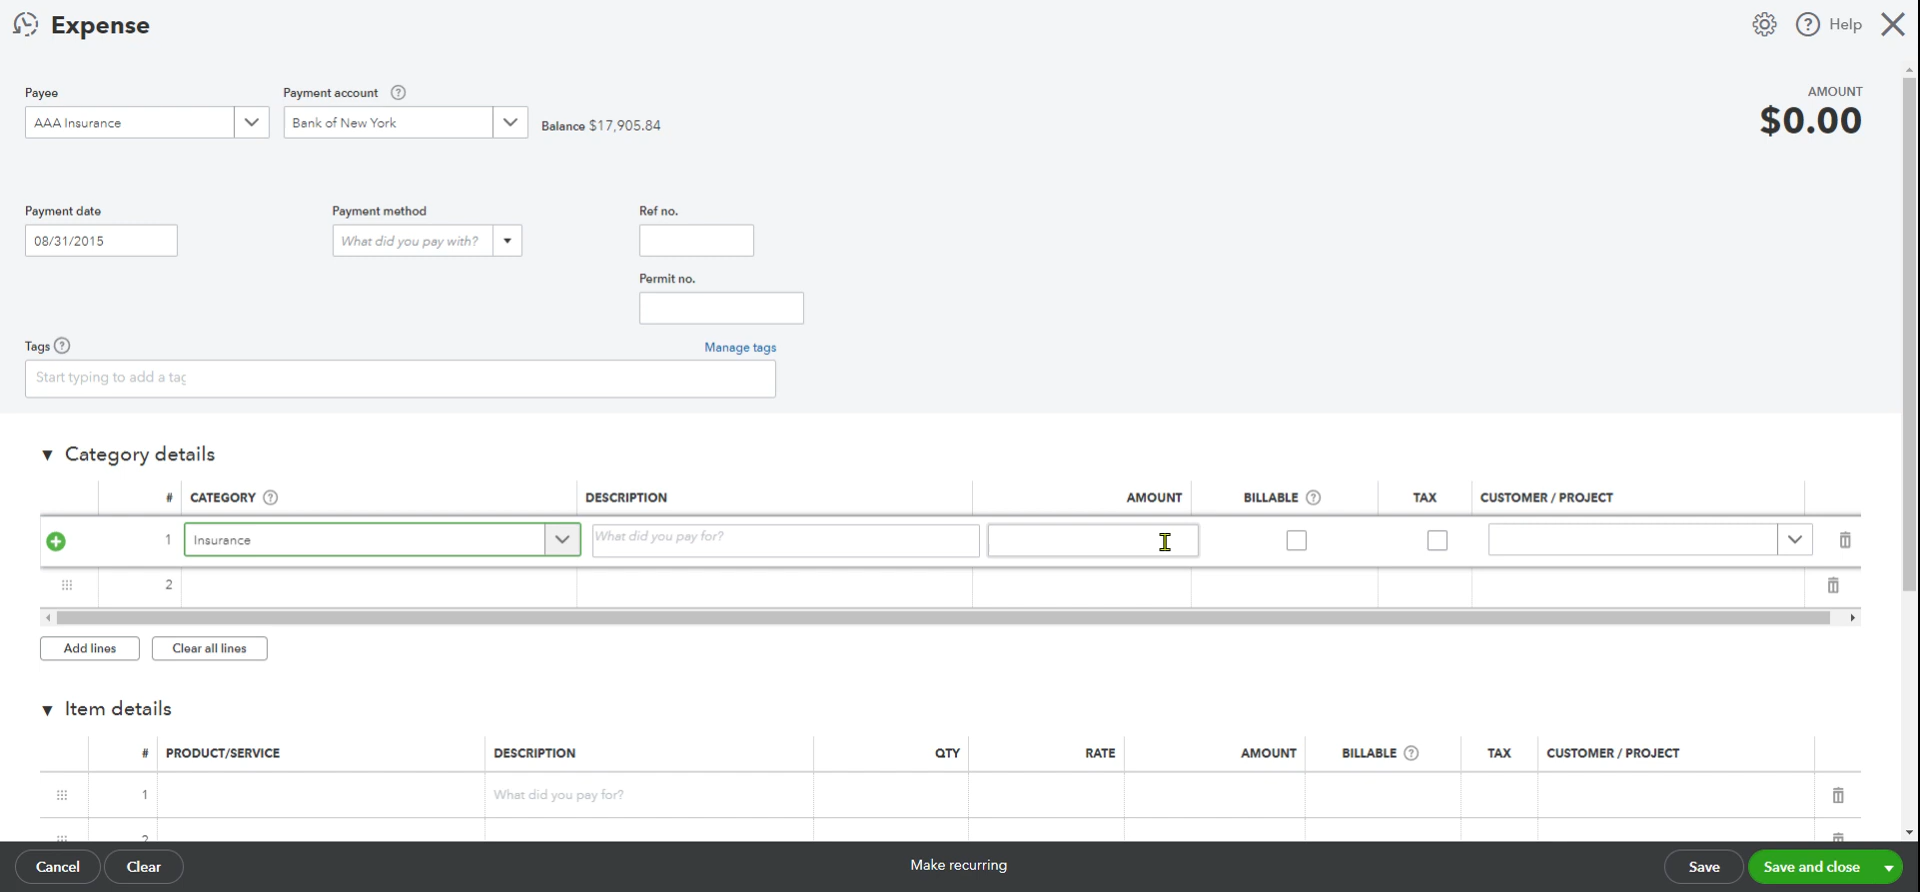 Expense
Help
Payee
Payment account
AMOUNT
AAA Insurance
Bank of New York
Balance $17,905.84
$0.00
Payment date
Payment method
Ref no.
08/31/2015
What did you pay with?
Permit no.
Tags
Manage tags
Start typing to add a tag
Category details
# CATEGORY DESCRIPTION AMOUNT BILLABLE TAX CUSTOMER / PROJECT
1 Insurance What did you pay for?
2
Add lines Clear all lines
Item details
# PRODUCT/SERVICE DESCRIPTION QTY RATE AMOUNT BILLABLE TAX CUSTOMER / PROJECT
1 What did you pay for?
2
Cancel Clear Make recurring Save Save and close